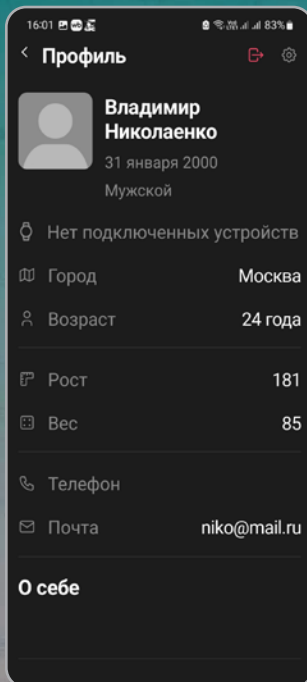 16:01
83%
Профиль
Владимир
Николаенко
31 января 2000
Мужской
Нет подключенных устройств
Город Москва
Возраст 24 года
Рост 181
Вес 85
Телефон
Почта niko@mail.ru
О себе